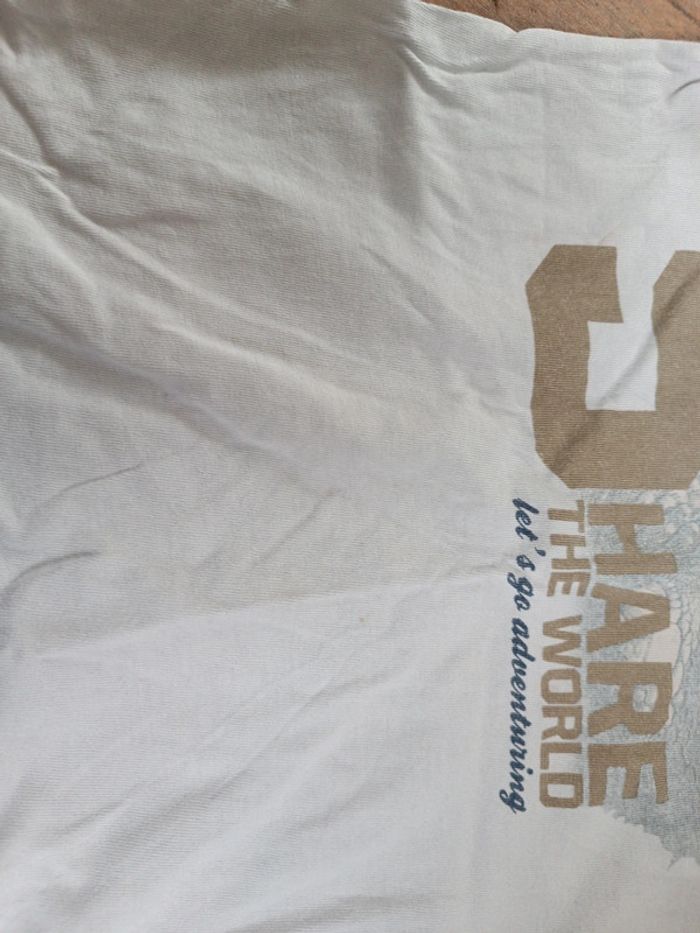 SHARE
THE WORLD
let's go adventuring